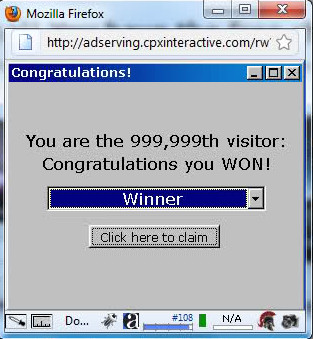 Mozilla Firefox
http://adserving.cpxinteractive.com/rw
Congratulations!
You are the 999,999th visitor:
Congratulations you WON!
Winner
Click here to claim
Do...
a
#108
N/A